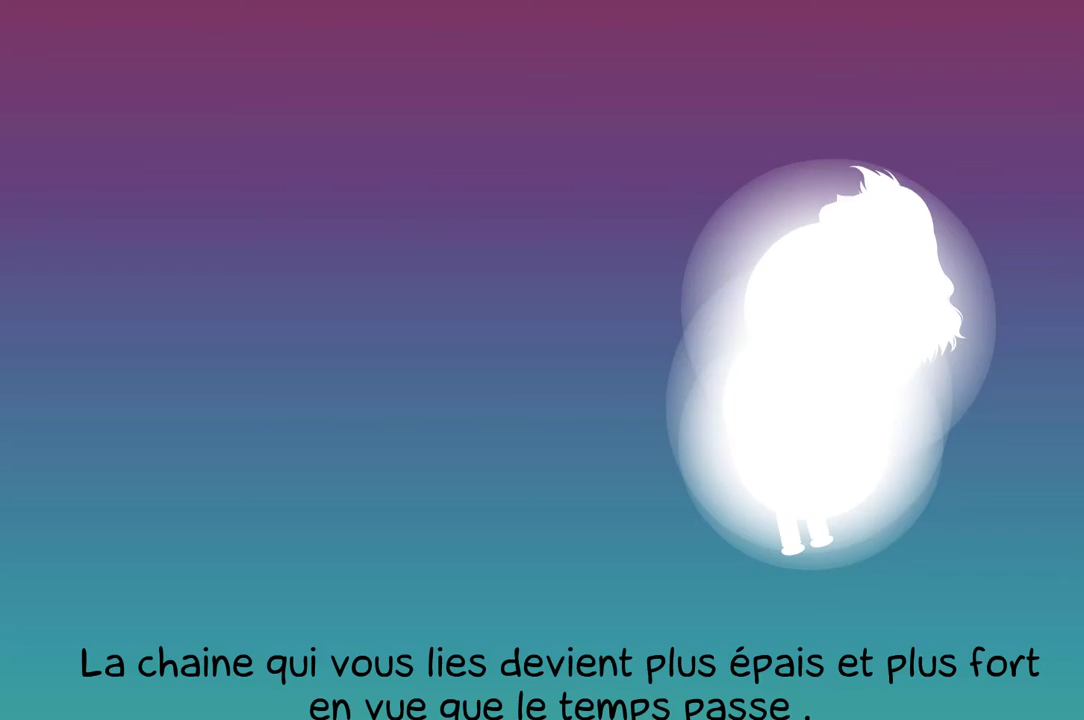 La chaine qui vous lies devient plus épais et plus fort
en vue que le temps passe .